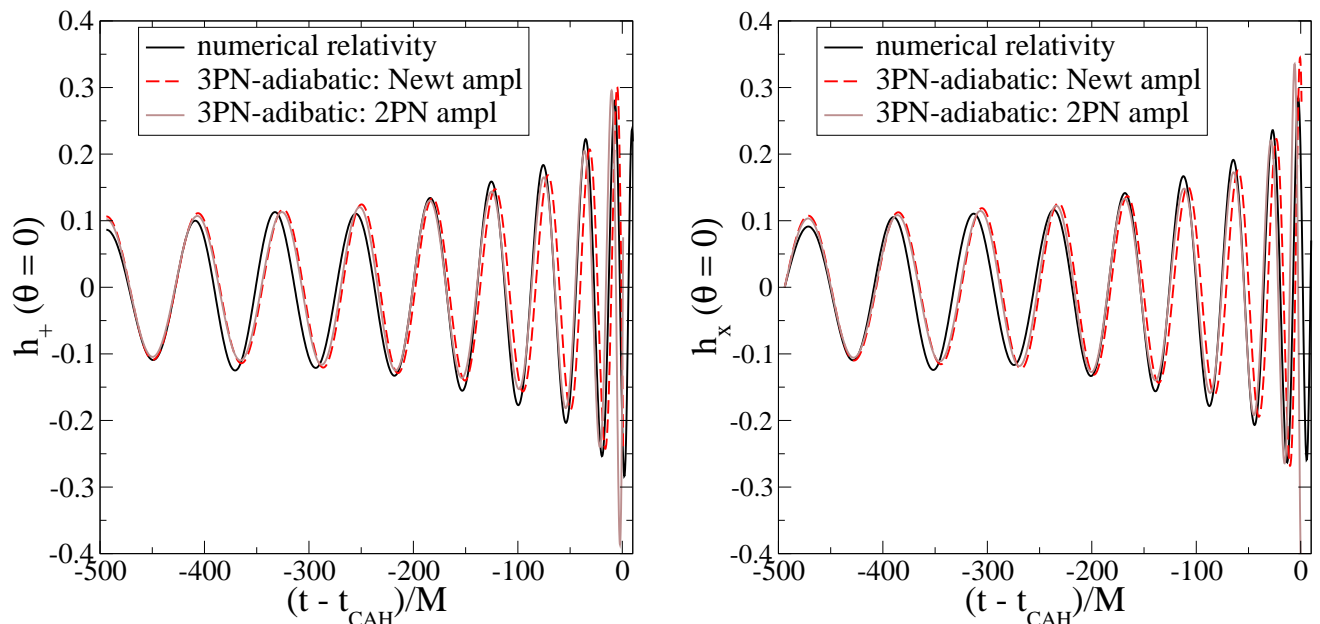 0.4
0.3
0.2
0.1
0
-0.1
-0.2
-0.3
-0.4
h+ (θ = 0)
numerical relativity
3PN-adiabatic: Newt ampl
3PN-adibatic: 2PN ampl
-500 -400 -300 -200 -100 0
(t - tCAH)/M
0.4
0.3
0.2
0.1
0
-0.1
-0.2
-0.3
-0.4
hx (θ = 0)
numerical relativity
3PN-adiabatic: Newt ampl
3PN-adiabatic: 2PN ampl
-500 -400 -300 -200 -100 0
(t - tCAH)/M